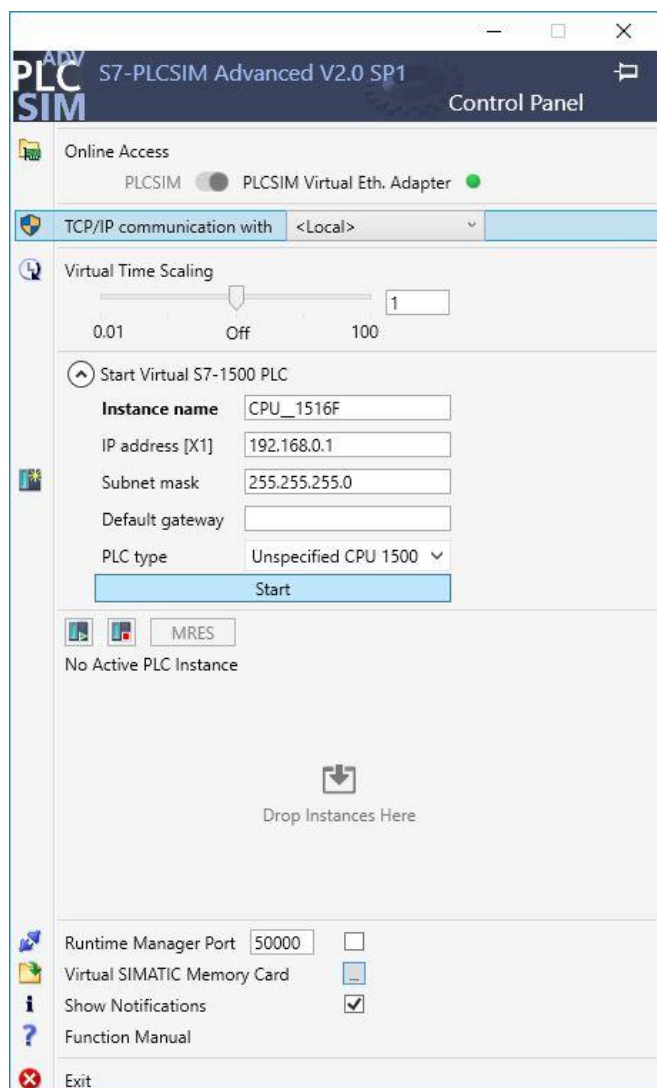 ADV
PLC
SIM
S7-PLCSIM Advanced V2.0 SP1
Control Panel
Online Access
PLCSIM PLCSIM Virtual Eth. Adapter
TCP/IP communication with <Local>
Virtual Time Scaling
1
0.01 Off 100
Start Virtual S7-1500 PLC
Instance name CPU__1516F
IP address [X1] 192.168.0.1
Subnet mask 255.255.255.0
Default gateway
PLC type Unspecified CPU 1500
Start
MRES
No Active PLC Instance
Drop Instances Here
Runtime Manager Port 50000
Virtual SIMATIC Memory Card ...
Show Notifications
Function Manual
Exit